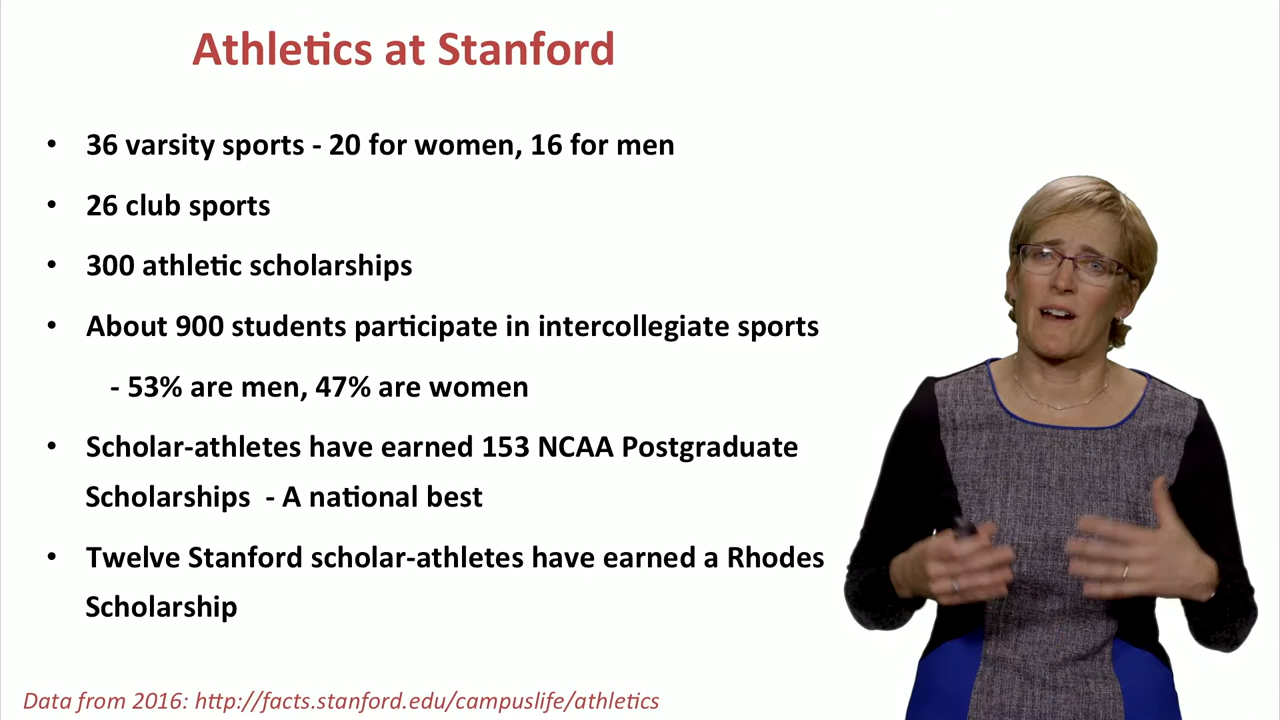 Athletics at Stanford
• 36 varsity sports - 20 for women, 16 for men
• 26 club sports
• 300 athletic scholarships
• About 900 students participate in intercollegiate sports
- 53% are men, 47% are women
• Scholar-athletes have earned 153 NCAA Postgraduate
Scholarships - A national best
• Twelve Stanford scholar-athletes have earned a Rhodes
Scholarship
Data from 2016: http://facts.stanford.edu/campuslife/athletics